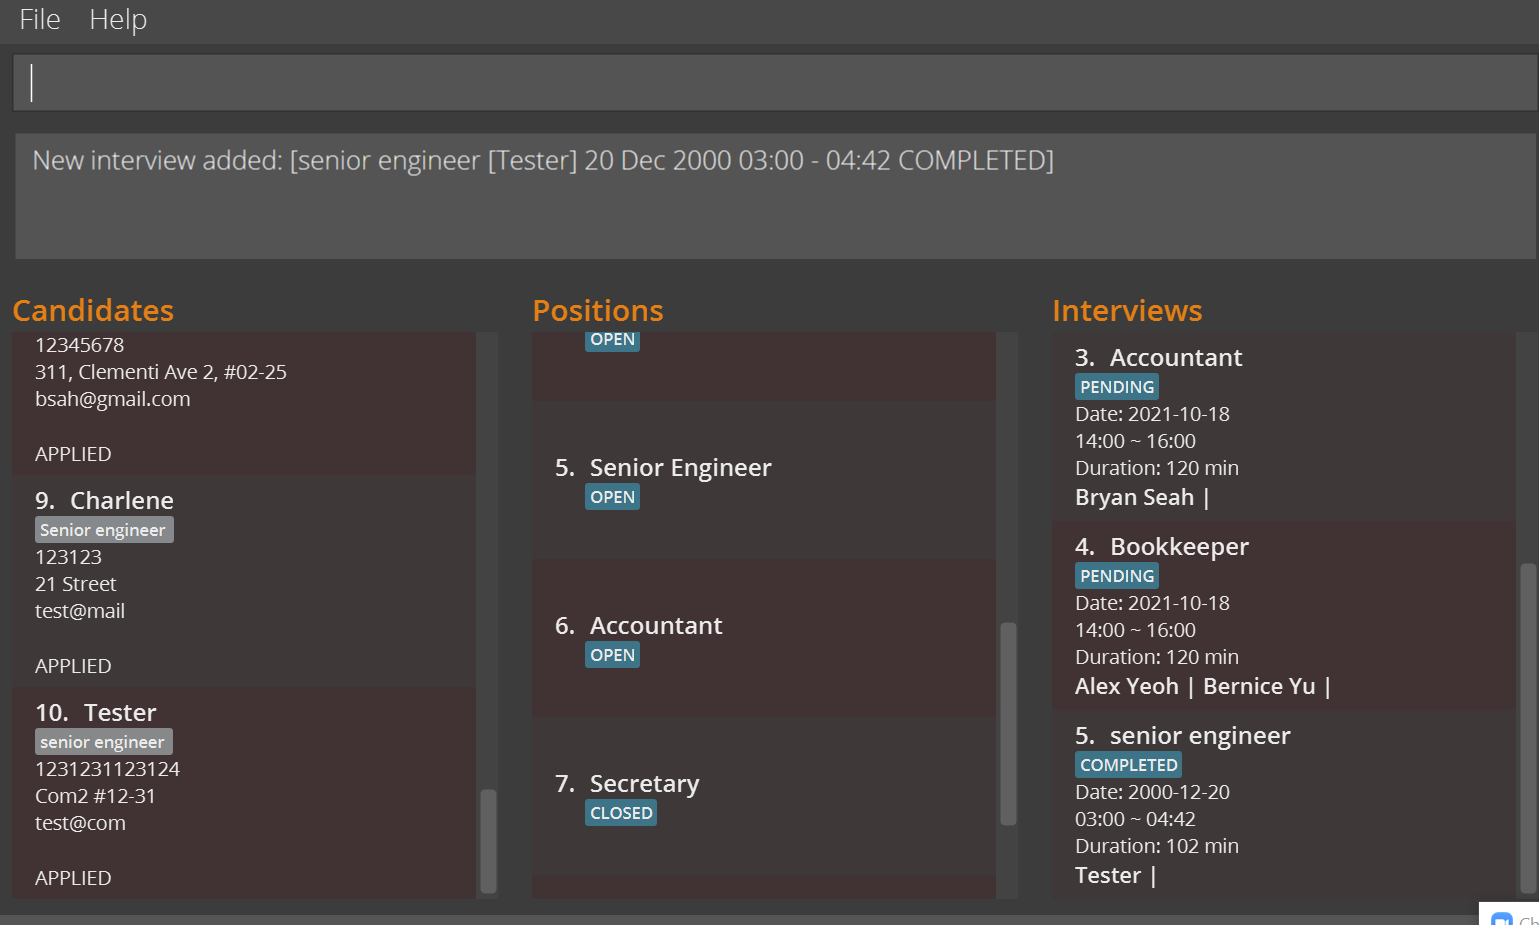 File Help
New interview added: [senior engineer [Tester] 20 Dec 2000 03:00 - 04:42 COMPLETED]
Candidates
12345678
311, Clementi Ave 2, #02-25
bsah@gmail.com
APPLIED
9. Charlene
Senior engineer
123123
21 Street
test@mail
APPLIED
10. Tester
senior engineer
1231231123124
Com2 #12-31
test@com
APPLIED
Positions
OPEN
5. Senior Engineer
OPEN
6. Accountant
OPEN
7. Secretary
CLOSED
Interviews
3. Accountant
PENDING
Date: 2021-10-18
14:00 ~ 16:00
Duration: 120 min
Bryan Seah |
4. Bookkeeper
PENDING
Date: 2021-10-18
14:00 ~ 16:00
Duration: 120 min
Alex Yeoh | Bernice Yu |
5. senior engineer
COMPLETED
Date: 2000-12-20
03:00 ~ 04:42
Duration: 102 min
Tester |